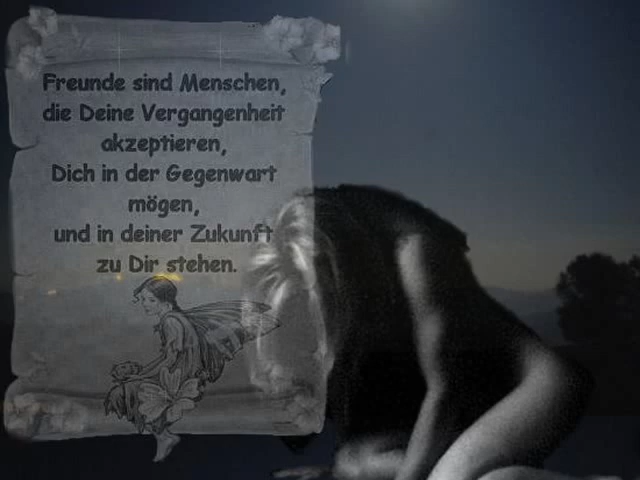 Freunde sind Menschen,
die Deine Vergangenheit
akzeptieren,
Dich in der Gegenwart
mögen,
und in deiner Zukunft
zu Dir stehen.